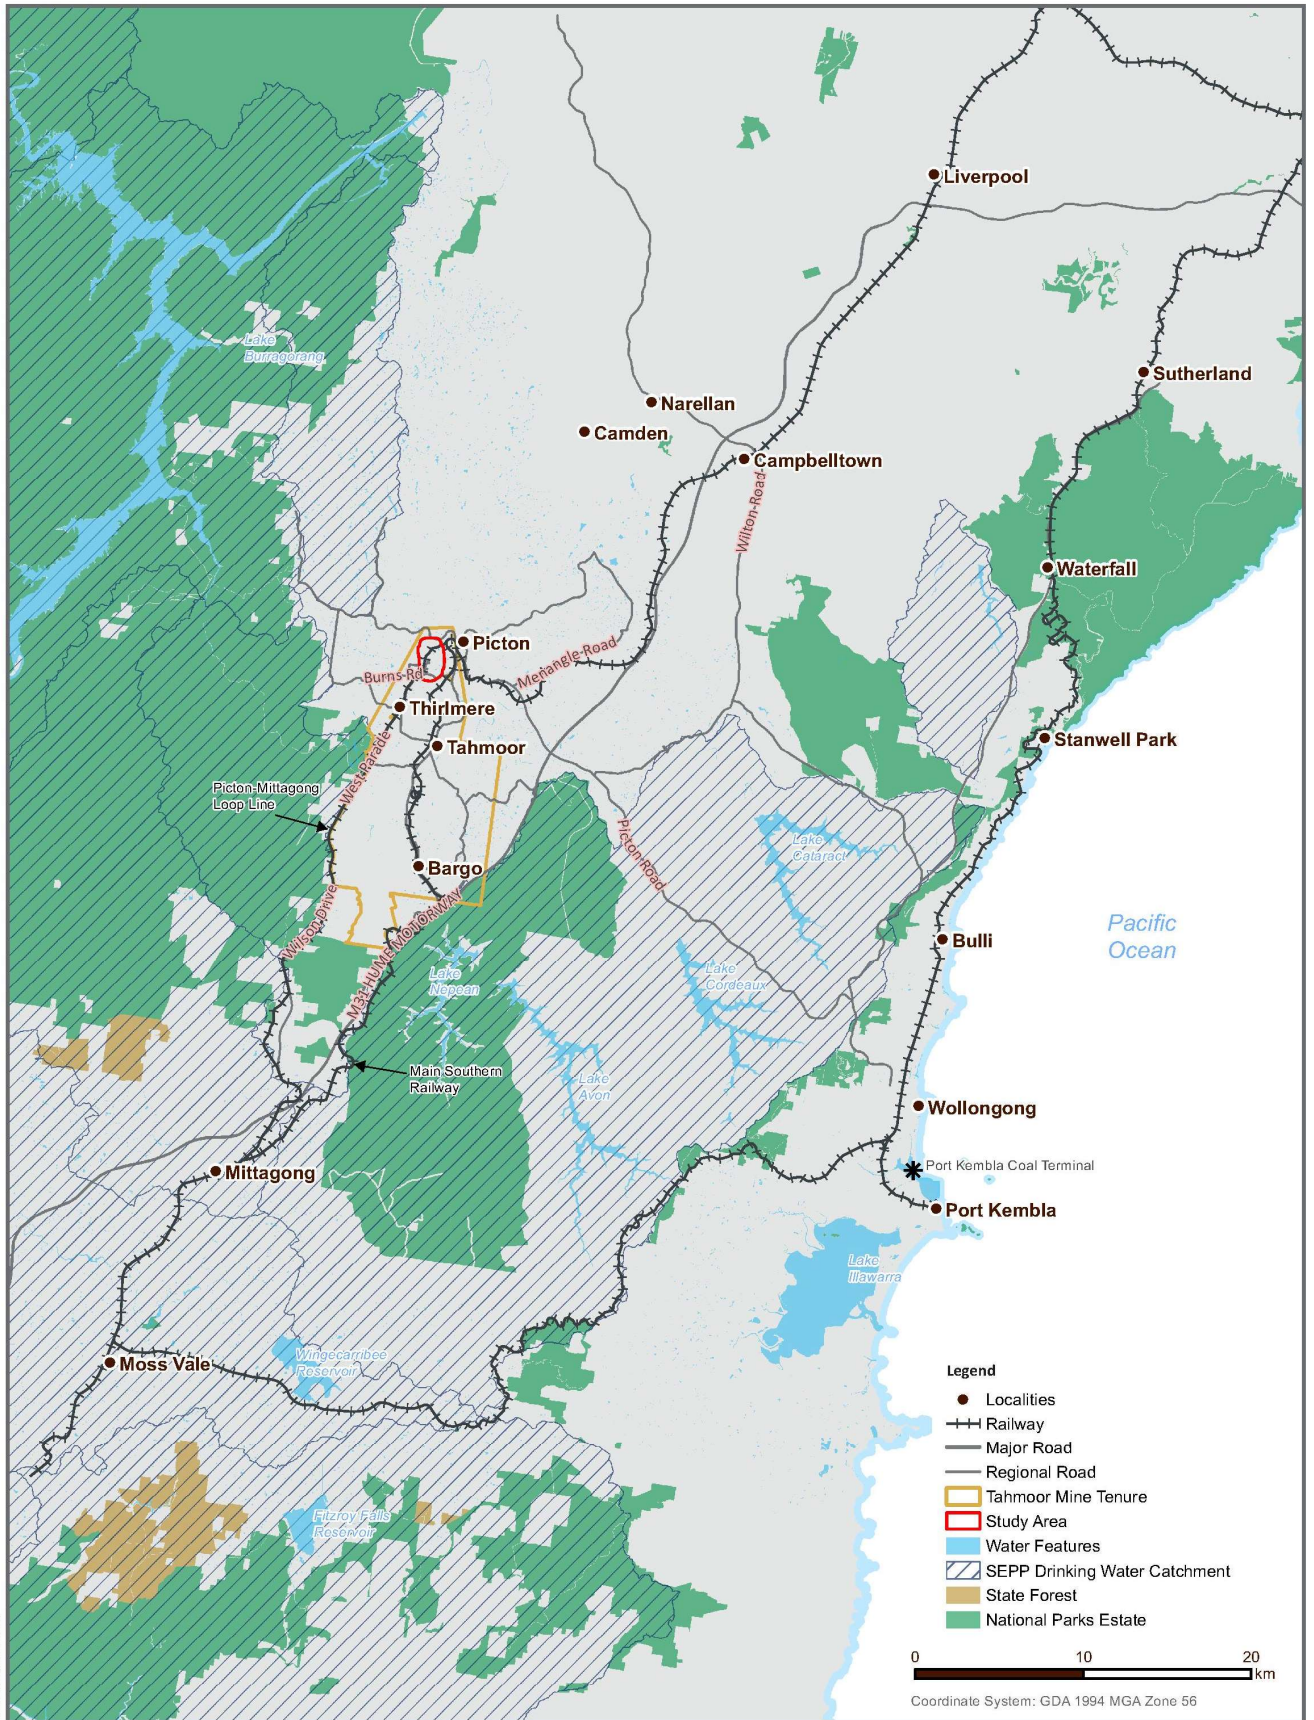 Liverpool
Lake
Burragorang
Sutherland
Narellan
Camden
Campbelltown
Wilton-Road
Waterfall
Picton
Menangle-Road
Burns-Rd
Thirlmere
Tahmoor
Stanwell Park
West-Parade
Picton-Mittagong
Loop Line
Picton-Road
Lake
Cataract
Bargo
Wilson-Drive
M31-HUME MOTORWAY
Pacific
Ocean
Bulli
Lake
Nepean
Lake
Cordeaux
Main Southern
Railway
Lake
Avon
Wollongong
Mittagong
Port Kembla Coal Terminal
Port Kembla
Lake
Illawarra
Moss Vale
Wingecarribee
Reservoir
Fitzroy Falls
Reservoir
Legend
Localities
Railway
Major Road
Regional Road
Tahmoor Mine Tenure
Study Area
Water Features
SEPP Drinking Water Catchment
State Forest
National Parks Estate
0 10 20
km
Coordinate System: GDA 1994 MGA Zone 56